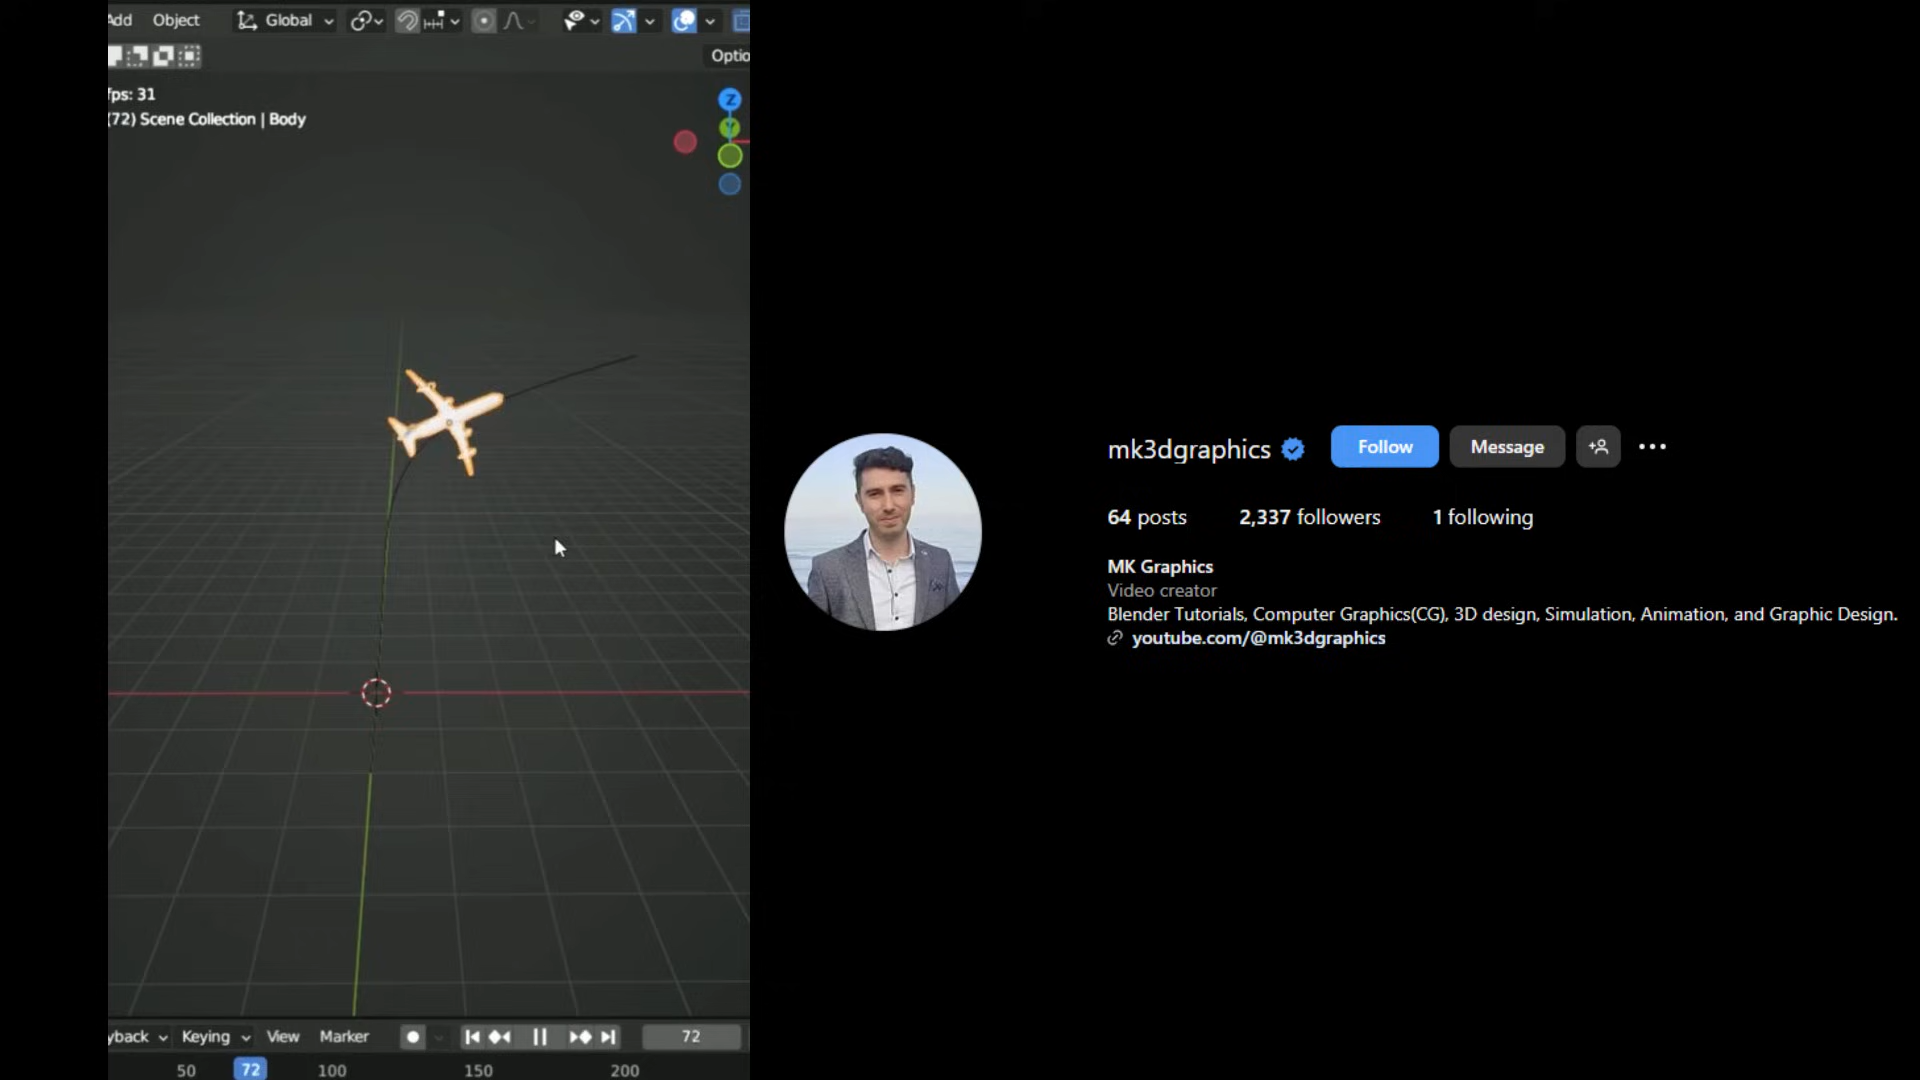 Add Object Global
Optio
fps: 31
(72) Scene Collection | Body
Z
Y
yback Keying View Marker 72
50 72 100 150 200
mk3dgraphics Follow Message
64 posts 2,337 followers 1 following
MK Graphics
Video creator
Blender Tutorials, Computer Graphics(CG), 3D design, Simulation, Animation, and Graphic Design.
youtube.com/@mk3dgraphics